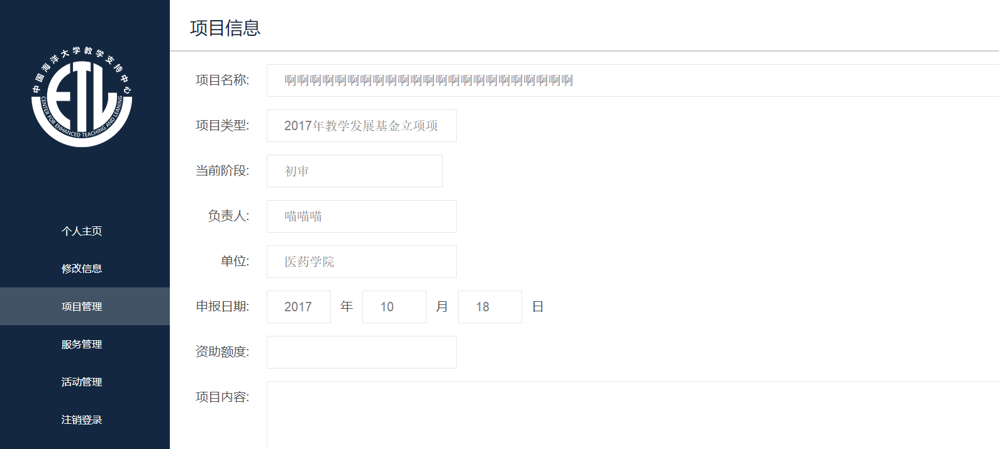 中国海洋大学教学支持中心
CENTER FOR ENHANCED TEACHING AND LEANING
ETL
个人主页
修改信息
项目管理
服务管理
活动管理
注销登录
项目信息
项目名称: 啊啊啊啊啊啊啊啊啊啊啊啊啊啊啊啊啊啊啊啊啊啊啊
项目类型: 2017年教学发展基金立项项
当前阶段: 初审
负责人: 喵喵喵
单位: 医药学院
申报日期: 2017 年 10 月 18 日
资助额度:
项目内容: